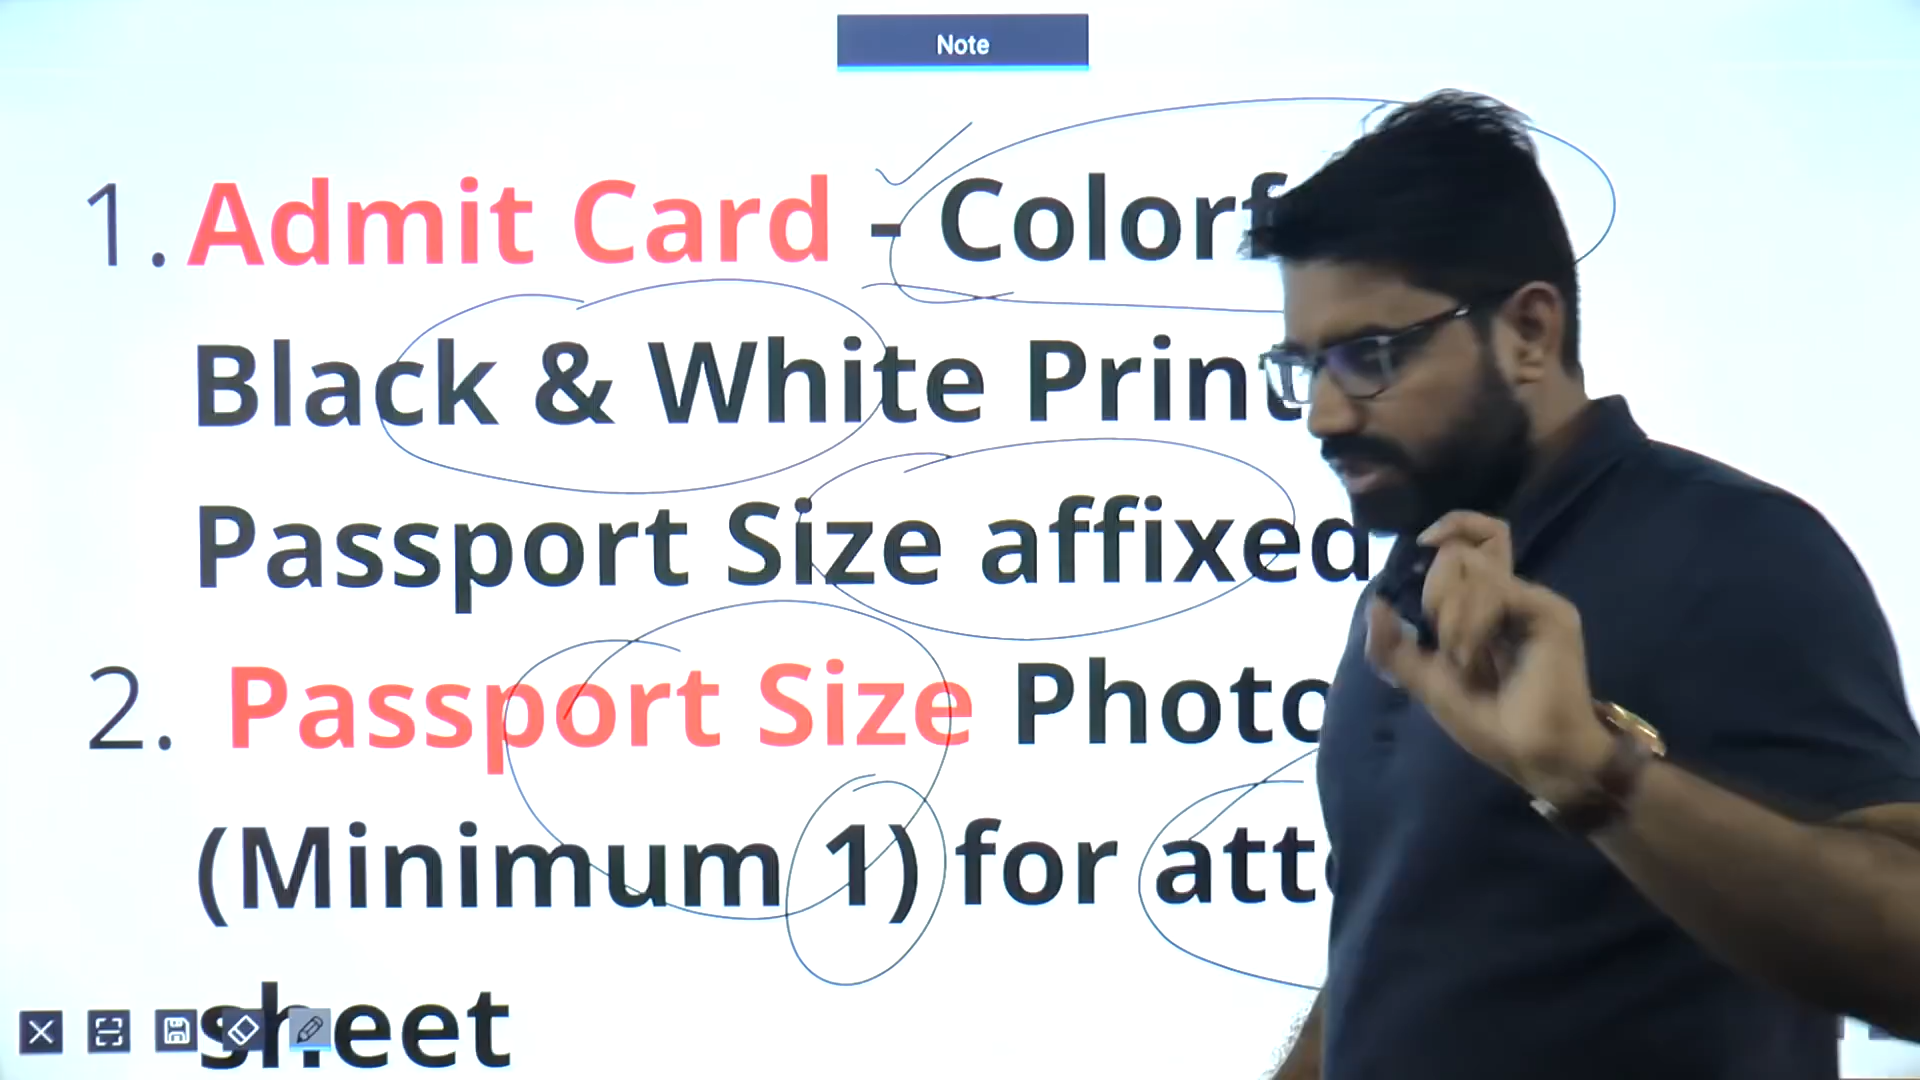 Note
1. Admit Card - Colorf
Black & White Print
Passport Size affixed
2. Passport Size Photo
(Minimum 1) for att
sheet